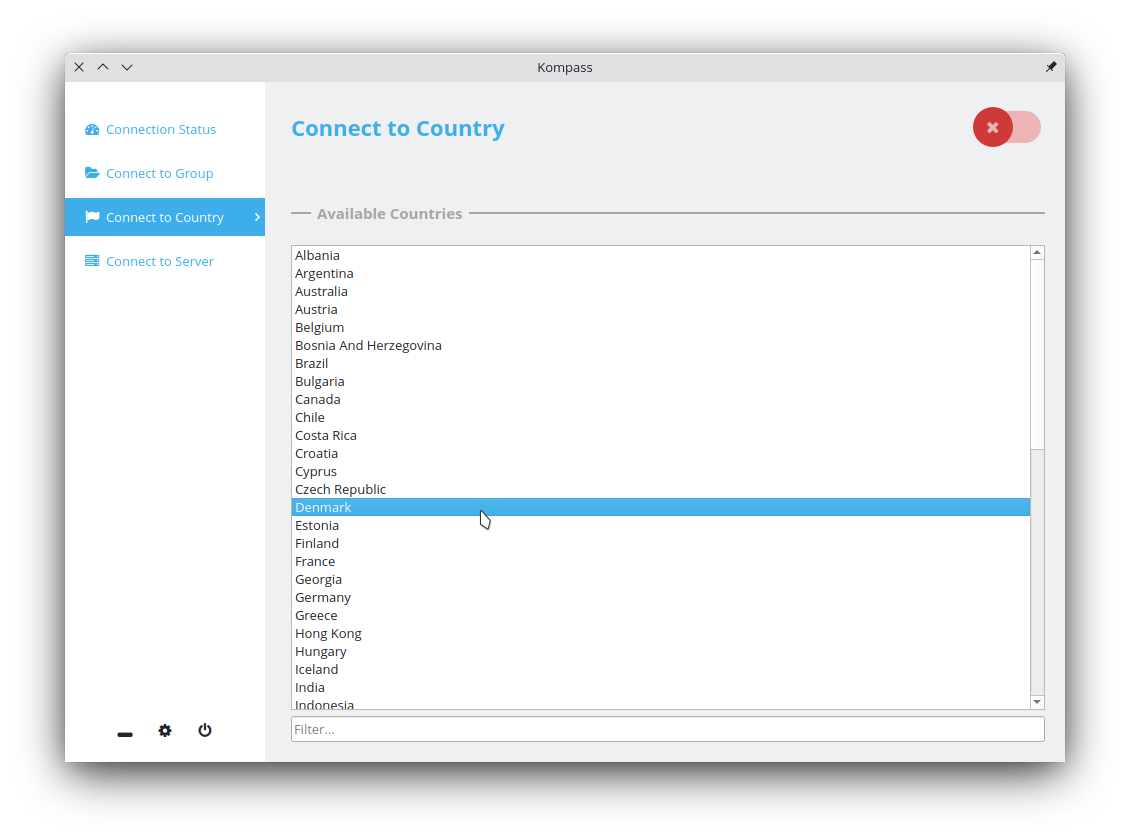 Kompass
Connection Status
Connect to Group
Connect to Country
Connect to Server
Connect to Country
Available Countries
Albania
Argentina
Australia
Austria
Belgium
Bosnia And Herzegovina
Brazil
Bulgaria
Canada
Chile
Costa Rica
Croatia
Cyprus
Czech Republic
Denmark
Estonia
Finland
France
Georgia
Germany
Greece
Hong Kong
Hungary
Iceland
India
Indonesia
Filter...